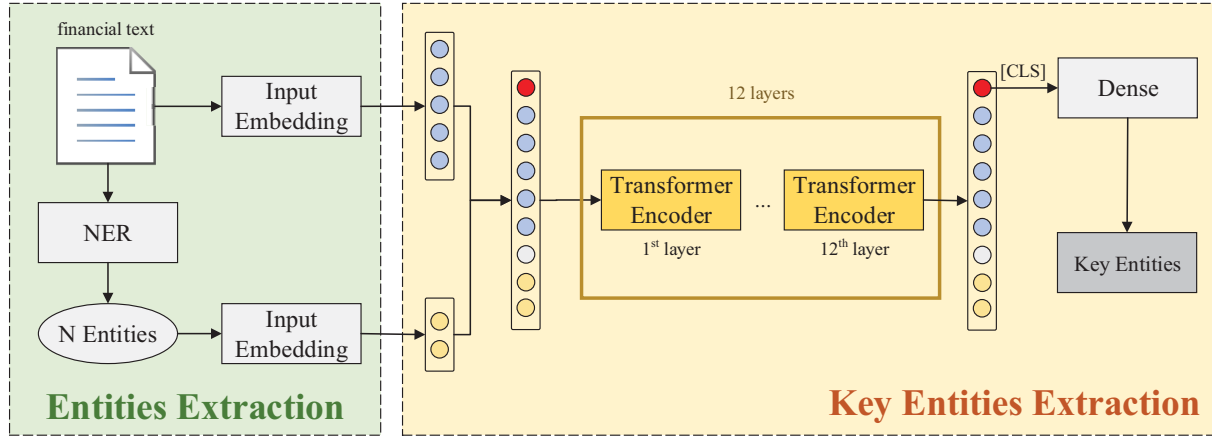 financial text
Input
Embedding
NER
N Entities
Input
Embedding
Entities Extraction
12 layers
Transformer
Encoder
1st layer
...
Transformer
Encoder
12th layer
[CLS]
Dense
Key Entities
Key Entities Extraction